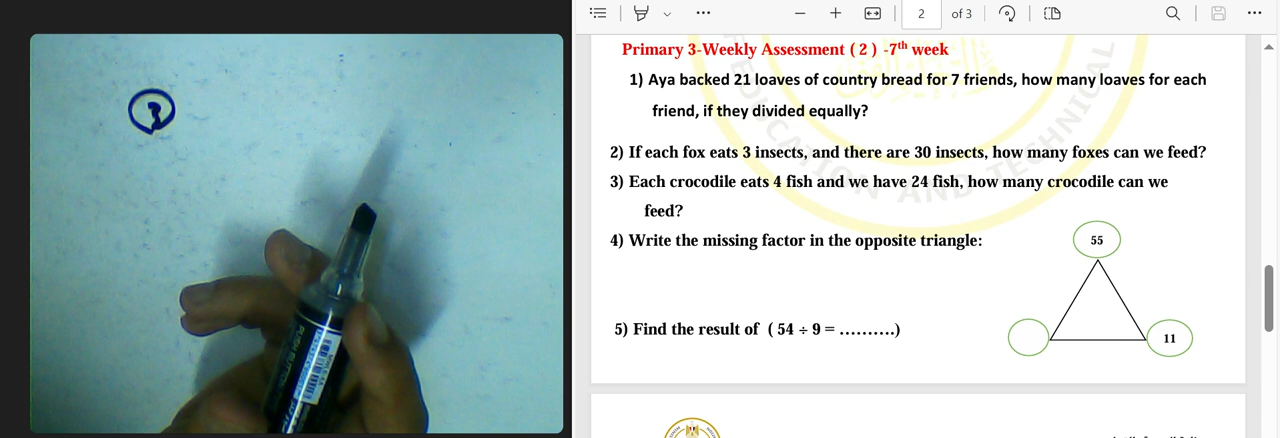 2 of 3
Primary 3-Weekly Assessment ( 2 ) -7th week
1) Aya backed 21 loaves of country bread for 7 friends, how many loaves for each
friend, if they divided equally?
2) If each fox eats 3 insects, and there are 30 insects, how many foxes can we feed?
3) Each crocodile eats 4 fish and we have 24 fish, how many crocodile can we
feed?
4) Write the missing factor in the opposite triangle:
55
5) Find the result of ( 54 ÷ 9 = ..........)
11
EDUCATION AND TECHNICAL